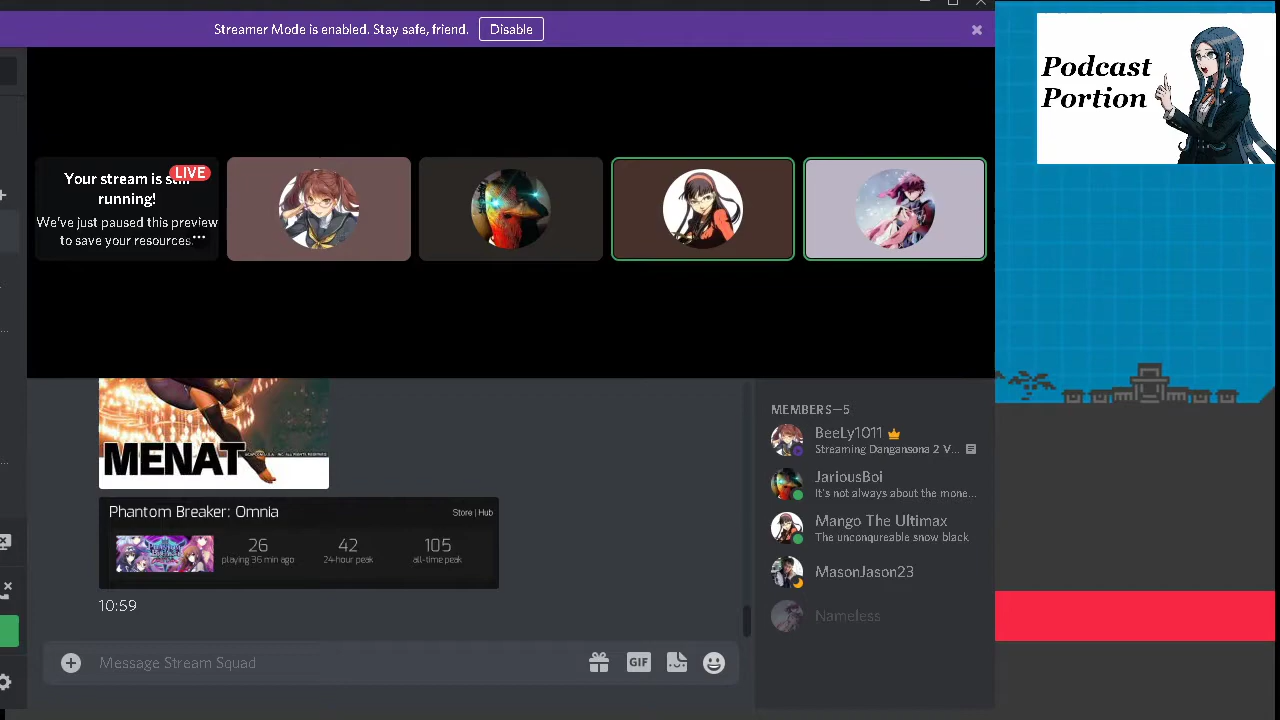 Streamer Mode is enabled. Stay safe, friend.
Disable
Podcast
Portion
LIVE
Your stream is still
running!
We've just paused this preview
to save your resources.
MENAT
Phantom Breaker: Omnia
Store | Hub
26
playing 36 min ago
42
24-hour peak
105
all-time peak
10:59
Message Stream Squad
GIF
MEMBERS—5
BeeLy1011
Streaming Dangansona 2 V...
JariousBoi
It's not always about the mone...
Mango The Ultimax
The unconqureable snow black
MasonJason23
Nameless